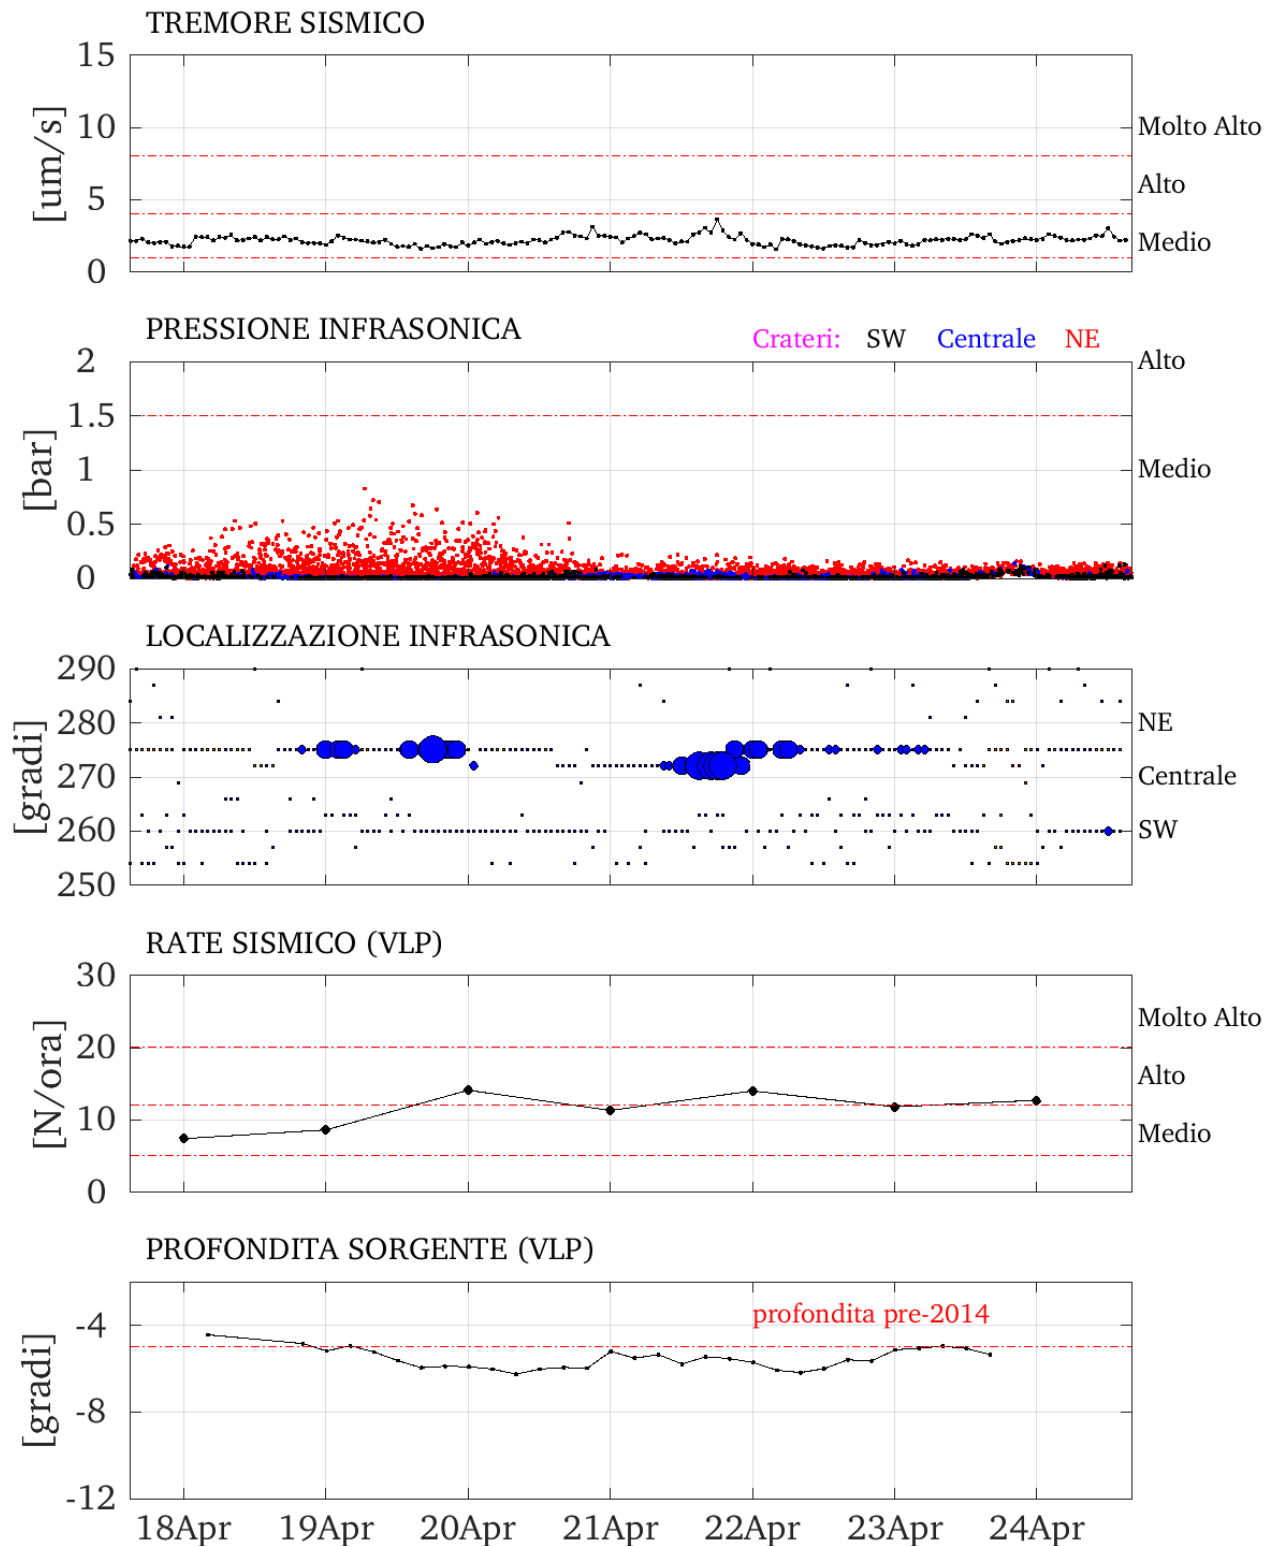 TREMORE SISMICO
15
10
5
0
[um/s]
Molto Alto
Alto
Medio
PRESSIONE INFRASONICA
Crateri: SW Centrale NE
2
1.5
1
0.5
0
[bar]
Alto
Medio
LOCALIZZAZIONE INFRASONICA
290
280
270
260
250
[gradi]
NE
Centrale
SW
RATE SISMICO (VLP)
30
20
10
0
[N/ora]
Molto Alto
Alto
Medio
PROFONDITA SORGENTE (VLP)
profondita pre-2014
-4
-8
-12
[gradi]
18Apr 19Apr 20Apr 21Apr 22Apr 23Apr 24Apr